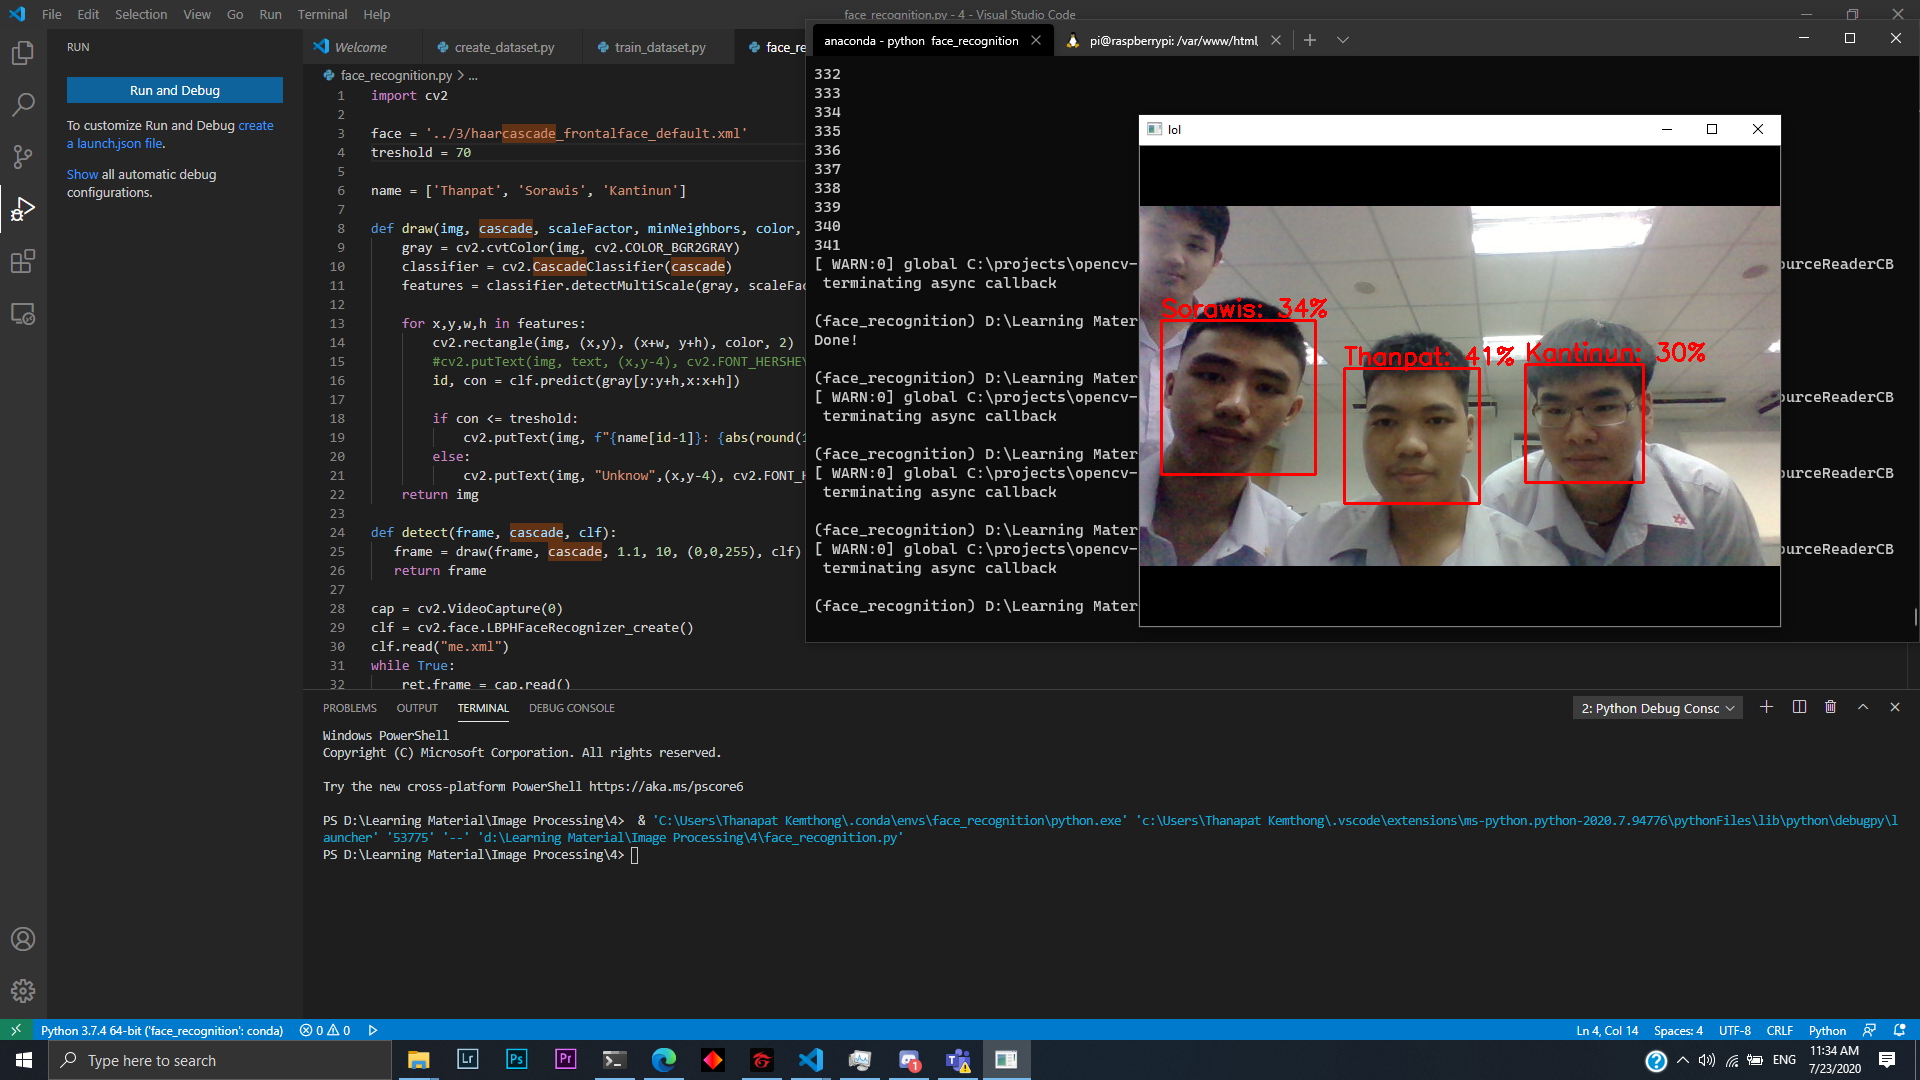 File Edit Selection View Go Run Terminal Help
face_recognition.py - 4 - Visual Studio Code
RUN
Run and Debug
To customize Run and Debug create
a launch.json file.
Show all automatic debug
configurations.
Welcome
create_dataset.py
train_dataset.py
face_re
face_recognition.py > ...
1 import cv2
2
3 face = '../3/haarcascade_frontalface_default.xml'
4 treshold = 70
5
6 name = ['Thanpat', 'Sorawis', 'Kantinun']
7
8 def draw(img, cascade, scaleFactor, minNeighbors, color,
9 gray = cv2.cvtColor(img, cv2.COLOR_BGR2GRAY)
10 classifier = cv2.CascadeClassifier(cascade)
11 features = classifier.detectMultiScale(gray, scaleFac
12
13 for x,y,w,h in features:
14 cv2.rectangle(img, (x,y), (x+w, y+h), color, 2)
15 #cv2.putText(img, text, (x,y-4), cv2.FONT_HERSHEY
16 id, con = clf.predict(gray[y:y+h,x:x+h])
17
18 if con <= treshold:
19 cv2.putText(img, f"{name[id-1]}: {abs(round(1
20 else:
21 cv2.putText(img, "Unknow",(x,y-4), cv2.FONT_H
22 return img
23
24 def detect(frame, cascade, clf):
25 frame = draw(frame, cascade, 1.1, 10, (0,0,255), clf)
26 return frame
27
28 cap = cv2.VideoCapture(0)
29 clf = cv2.face.LBPHFaceRecognizer_create()
30 clf.read("me.xml")
31 while True:
32 ret,frame = cap.read()
anaconda - python face_recognition
pi@raspberrypi: /var/www/html
332
333
334
335
336
337
338
339
340
341
[ WARN:0] global C:\projects\opencv- ourceReaderCB
terminating async callback
(face_recognition) D:\Learning Mater
Done!
(face_recognition) D:\Learning Mater
[ WARN:0] global C:\projects\opencv- ourceReaderCB
terminating async callback
(face_recognition) D:\Learning Mater
[ WARN:0] global C:\projects\opencv- ourceReaderCB
terminating async callback
(face_recognition) D:\Learning Mater
[ WARN:0] global C:\projects\opencv- ourceReaderCB
terminating async callback
(face_recognition) D:\Learning Mater
lol
Sorawis: 34%
Thanpat: 41%
Kantinun: 30%
PROBLEMS OUTPUT TERMINAL DEBUG CONSOLE
2: Python Debug Consc
Windows PowerShell
Copyright (C) Microsoft Corporation. All rights reserved.
Try the new cross-platform PowerShell https://aka.ms/pscore6
PS D:\Learning Material\Image Processing\4> & 'C:\Users\Thanapat Kemthong\.conda\envs\face_recognition\python.exe' 'c:\Users\Thanapat Kemthong\.vscode\extensions\ms-python.python-2020.7.94776\pythonFiles\lib\python\debugpy\l
auncher' '53775' '--' 'd:\Learning Material\Image Processing\4\face_recognition.py'
PS D:\Learning Material\Image Processing\4>
Python 3.7.4 64-bit ('face_recognition': conda) 0 0
Ln 4, Col 14 Spaces: 4 UTF-8 CRLF Python
Type here to search
Lr
Ps
Pr
1
ENG
11:34 AM
7/23/2020